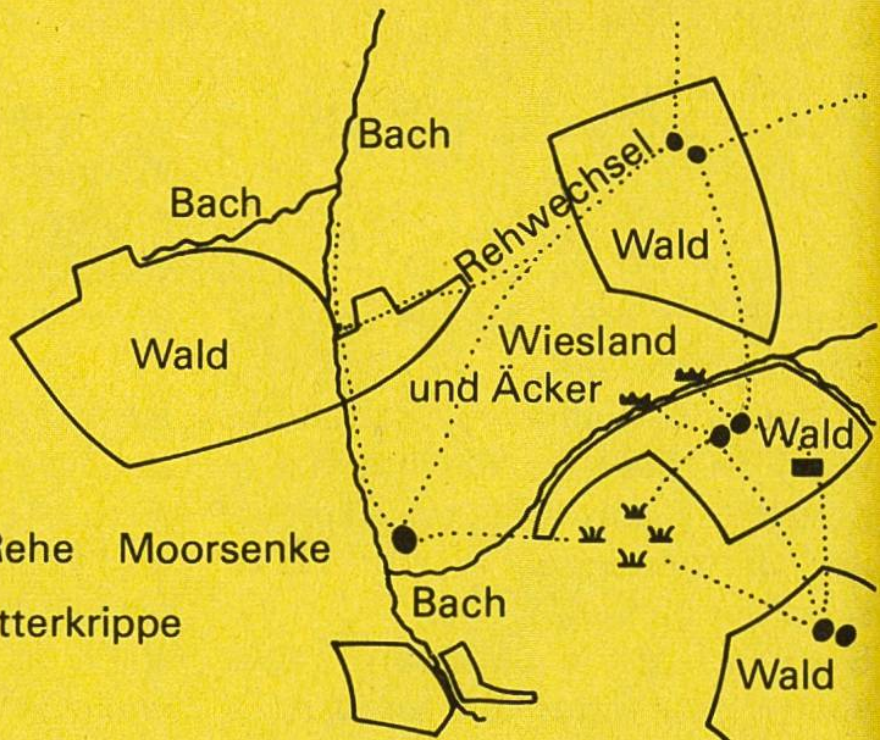 Bach
Bach
Rehwechsel
Wald
Wald
Wiesland
und Äcker
Wald
Moorsenke
Bach
Wald